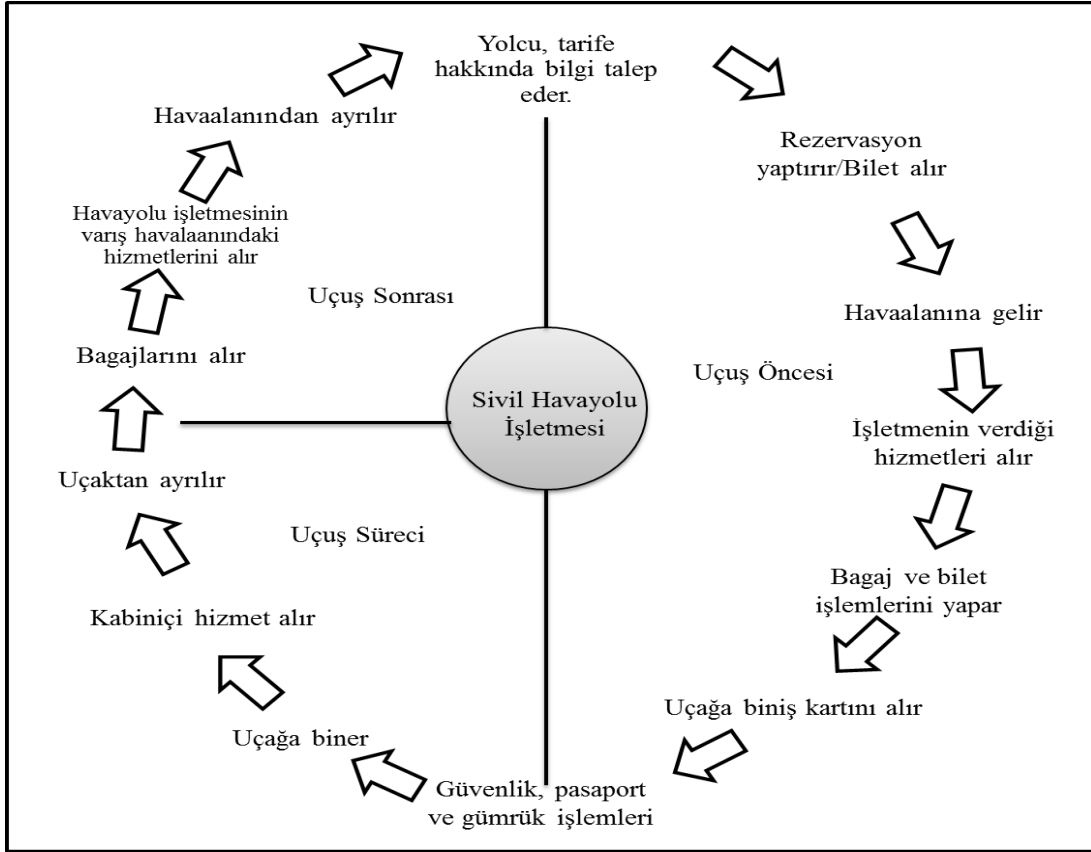 Yolcu, tarife
hakkında bilgi talep
eder.
Rezervasyon
yaptırır/Bilet alır
Havaalanına gelir
İşletmenin verdiği
hizmetleri alır
Bagaj ve bilet
işlemlerini yapar
Uçağa biniş kartını alır
Güvenlik, pasaport
ve gümrük işlemleri
Uçağa biner
Kabiniçi hizmet alır
Uçaktan ayrılır
Bagajlarını alır
Havayolu işletmesinin
varış havalaanındaki
hizmetlerini alır
Havaalanından ayrılır
Uçuş Sonrası
Uçuş Öncesi
Uçuş Süreci
Sivil Havayolu
İşletmesi